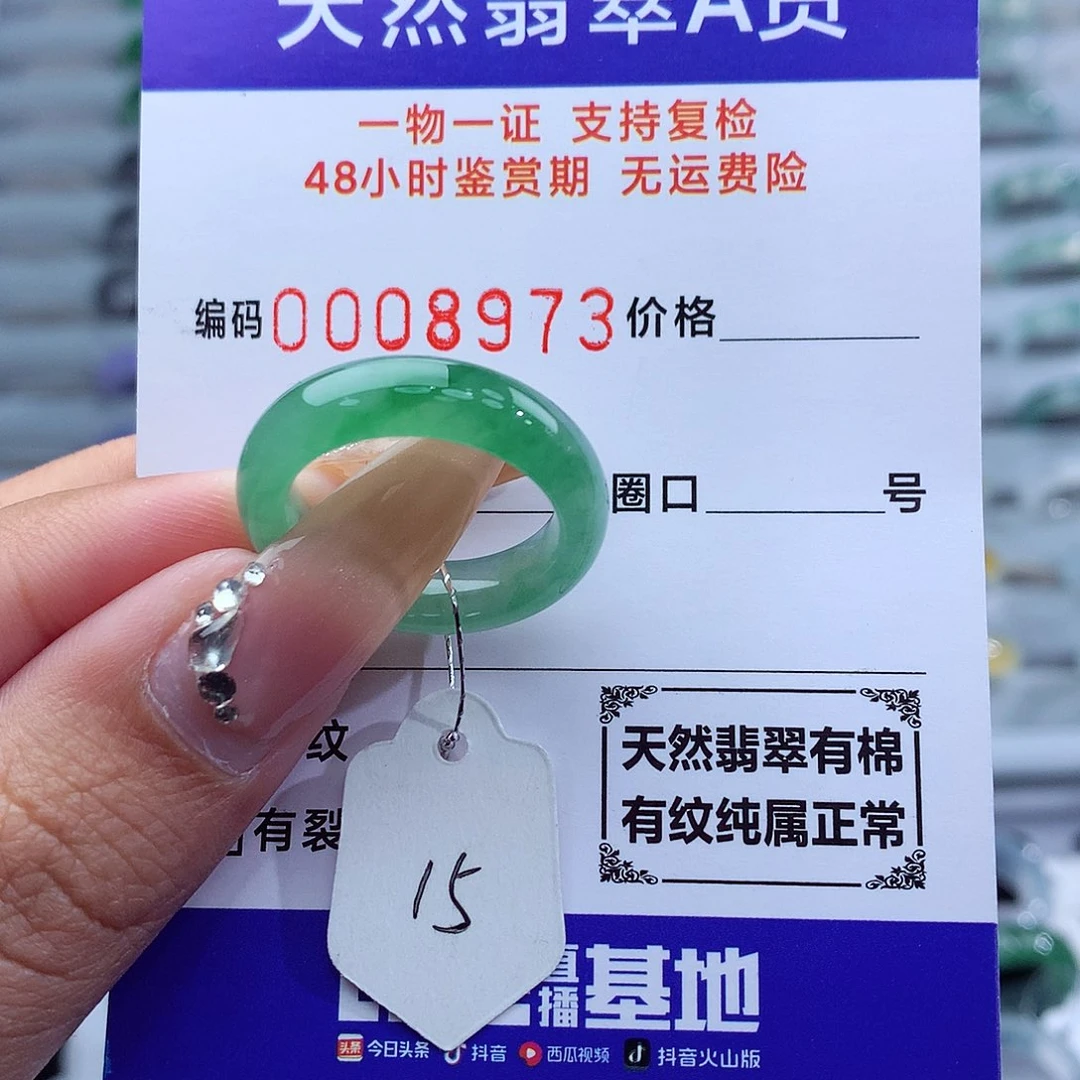 天然翡翠A货
一物一证 支持复检
48小时鉴赏期 无运费险
编码0008973价格
圈口 号
纹
有裂
天然翡翠有棉
有纹纯属正常
15
直播基地
今日头条 抖音 西瓜视频 抖音火山版